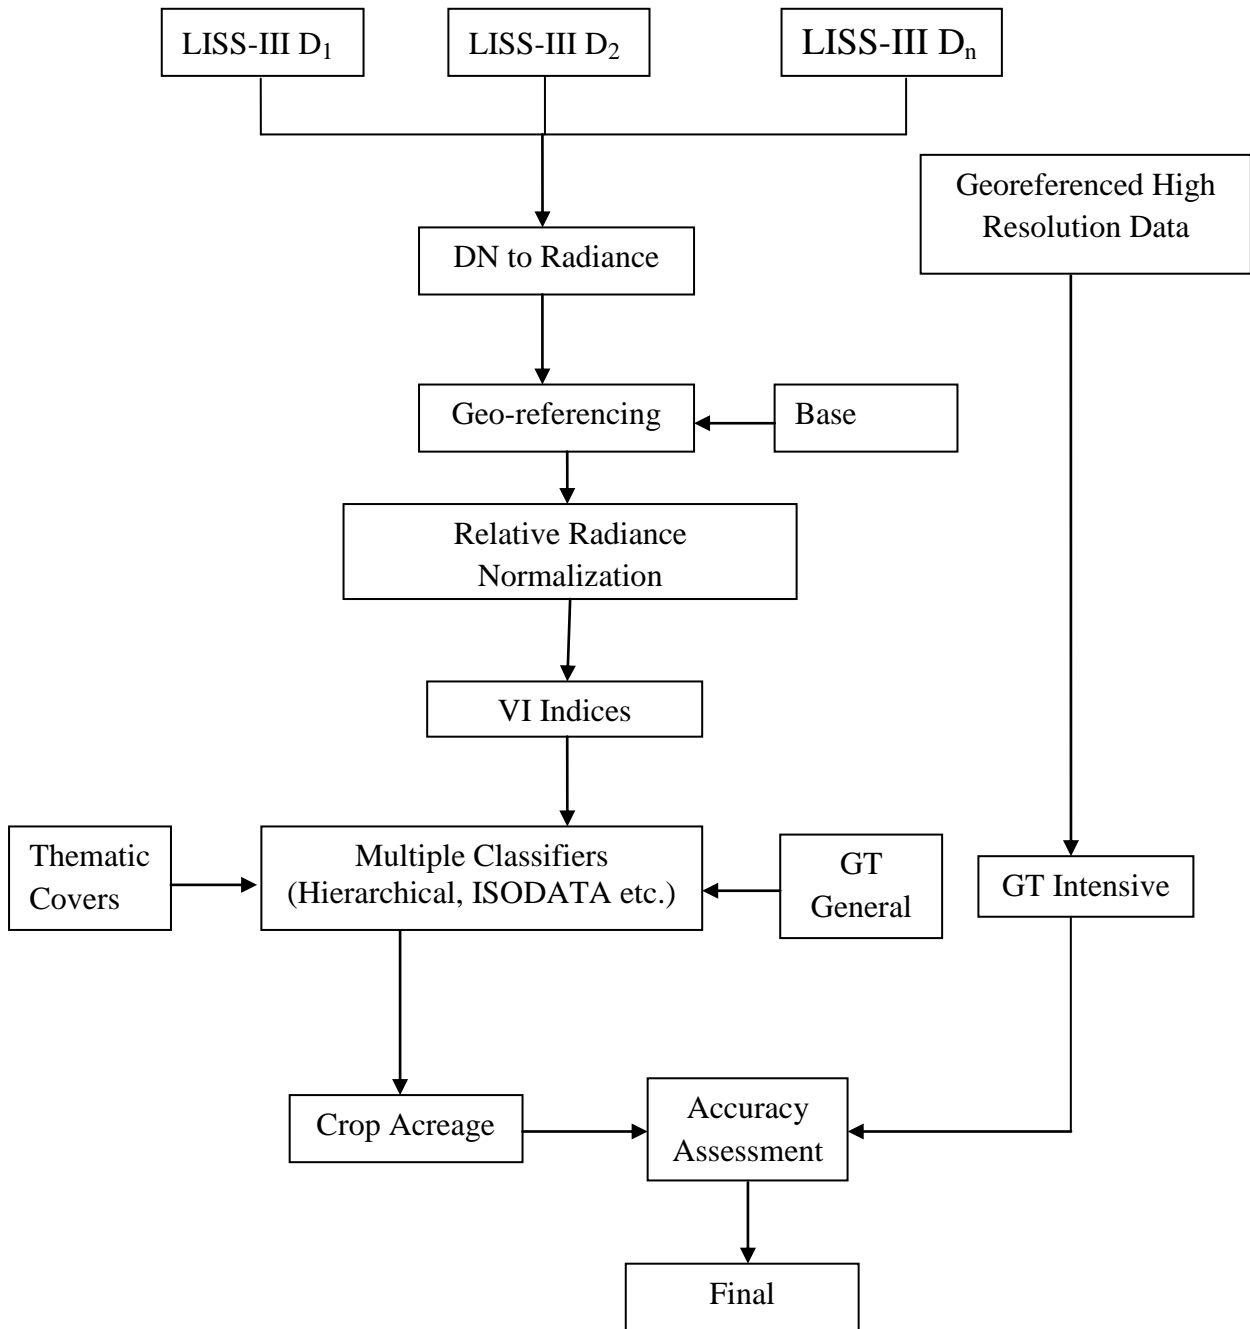 LISS-III D₁
LISS-III D₂
LISS-III Dₙ
Georeferenced High
Resolution Data
DN to Radiance
Geo-referencing
Base
Relative Radiance
Normalization
VI Indices
Thematic
Covers
Multiple Classifiers
(Hierarchical, ISODATA etc.)
GT
General
GT Intensive
Crop Acreage
Accuracy
Assessment
Final